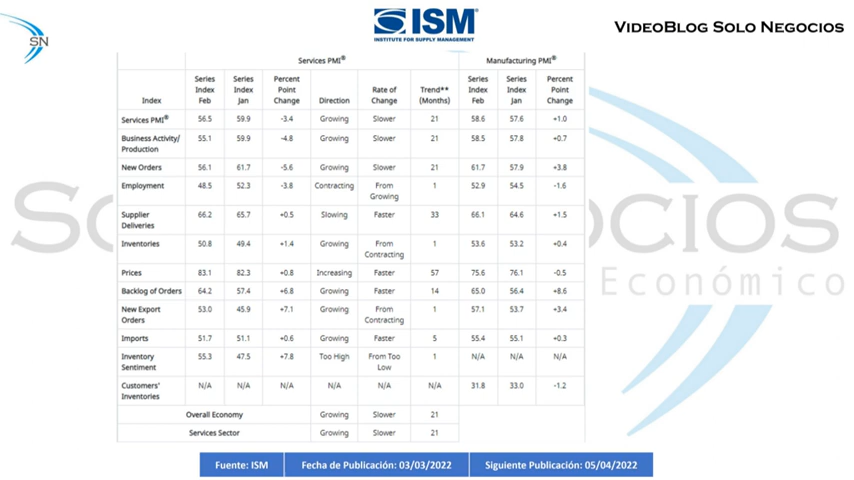 SN
ISM®
INSTITUTE FOR SUPPLY MANAGEMENT®
VIDEOBLOG SOLO NEGOCIOS
Services PMI® Manufacturing PMI®
Index Series Index Feb Series Index Jan Percent Point Change Direction Rate of Change Trend** (Months) Series Index Feb Series Index Jan Percent Point Change
Services PMI® 56.5 59.9 -3.4 Growing Slower 21 58.6 57.6 +1.0
Business Activity/ Production 55.1 59.9 -4.8 Growing Slower 21 58.5 57.8 +0.7
New Orders 56.1 61.7 -5.6 Growing Slower 21 61.7 57.9 +3.8
Employment 48.5 52.3 -3.8 Contracting From Growing 1 52.9 54.5 -1.6
Supplier Deliveries 66.2 65.7 +0.5 Slowing Faster 33 66.1 64.6 +1.5
Inventories 50.8 49.4 +1.4 Growing From Contracting 1 53.6 53.2 +0.4
Prices 83.1 82.3 +0.8 Increasing Faster 57 75.6 76.1 -0.5
Backlog of Orders 64.2 57.4 +6.8 Growing Faster 14 65.0 56.4 +8.6
New Export Orders 53.0 45.9 +7.1 Growing From Contracting 1 57.1 53.7 +3.4
Imports 51.7 51.1 +0.6 Growing Faster 5 55.4 55.1 +0.3
Inventory Sentiment 55.3 47.5 +7.8 Too High From Too Low 1 N/A N/A N/A
Customers' Inventories N/A N/A N/A N/A N/A N/A 31.8 33.0 -1.2
Overall Economy Growing Slower 21
Services Sector Growing Slower 21
Económico
Fuente: ISM Fecha de Publicación: 03/03/2022 Siguiente Publicación: 05/04/2022